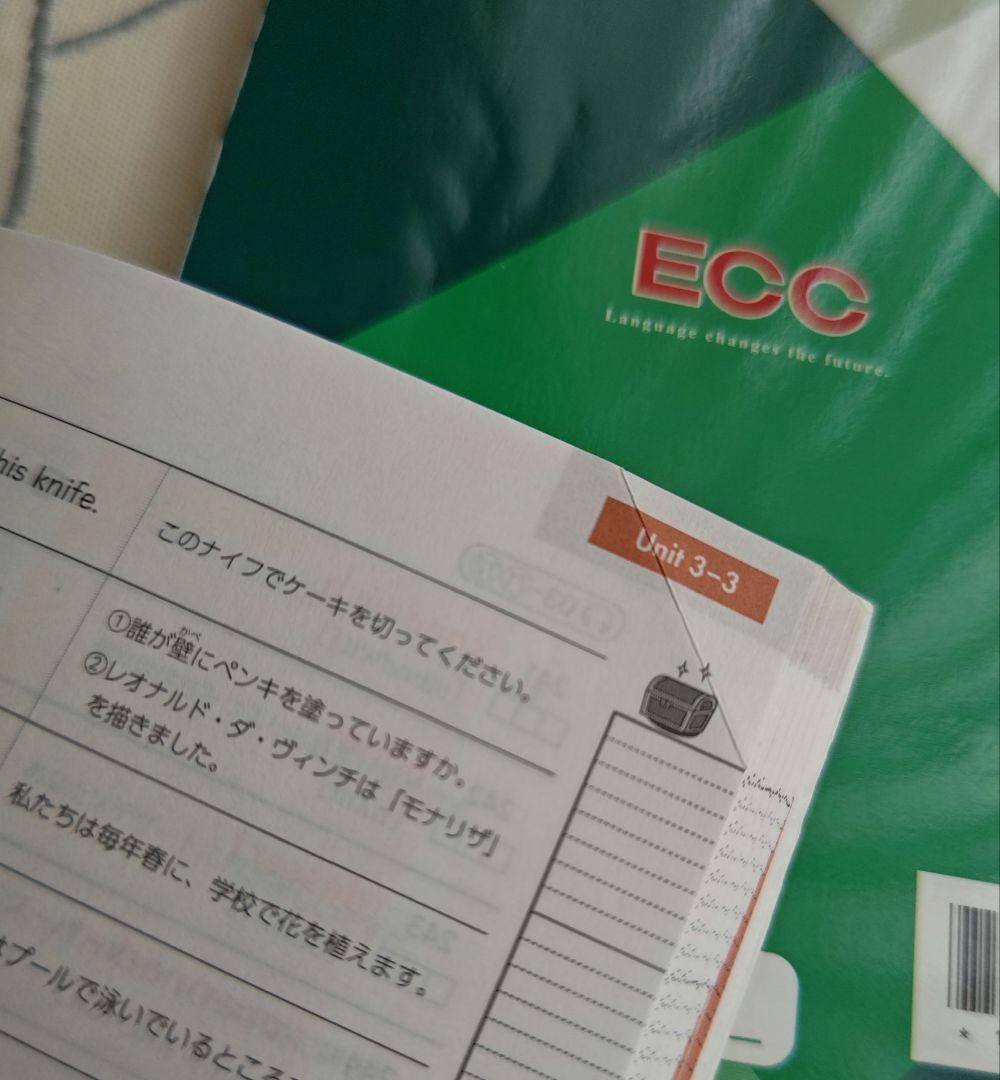 ECC
Language changes the future.
Unit 3-3
his knife.
このナイフでケーキを切ってください。
①誰が壁にペンキを塗っていますか。
かべ
②レオナルド・ダ・ヴィンチは「モナリザ」
を描きました。
私たちは毎年春に、学校で花を植えます。
プールで泳いでいるところ